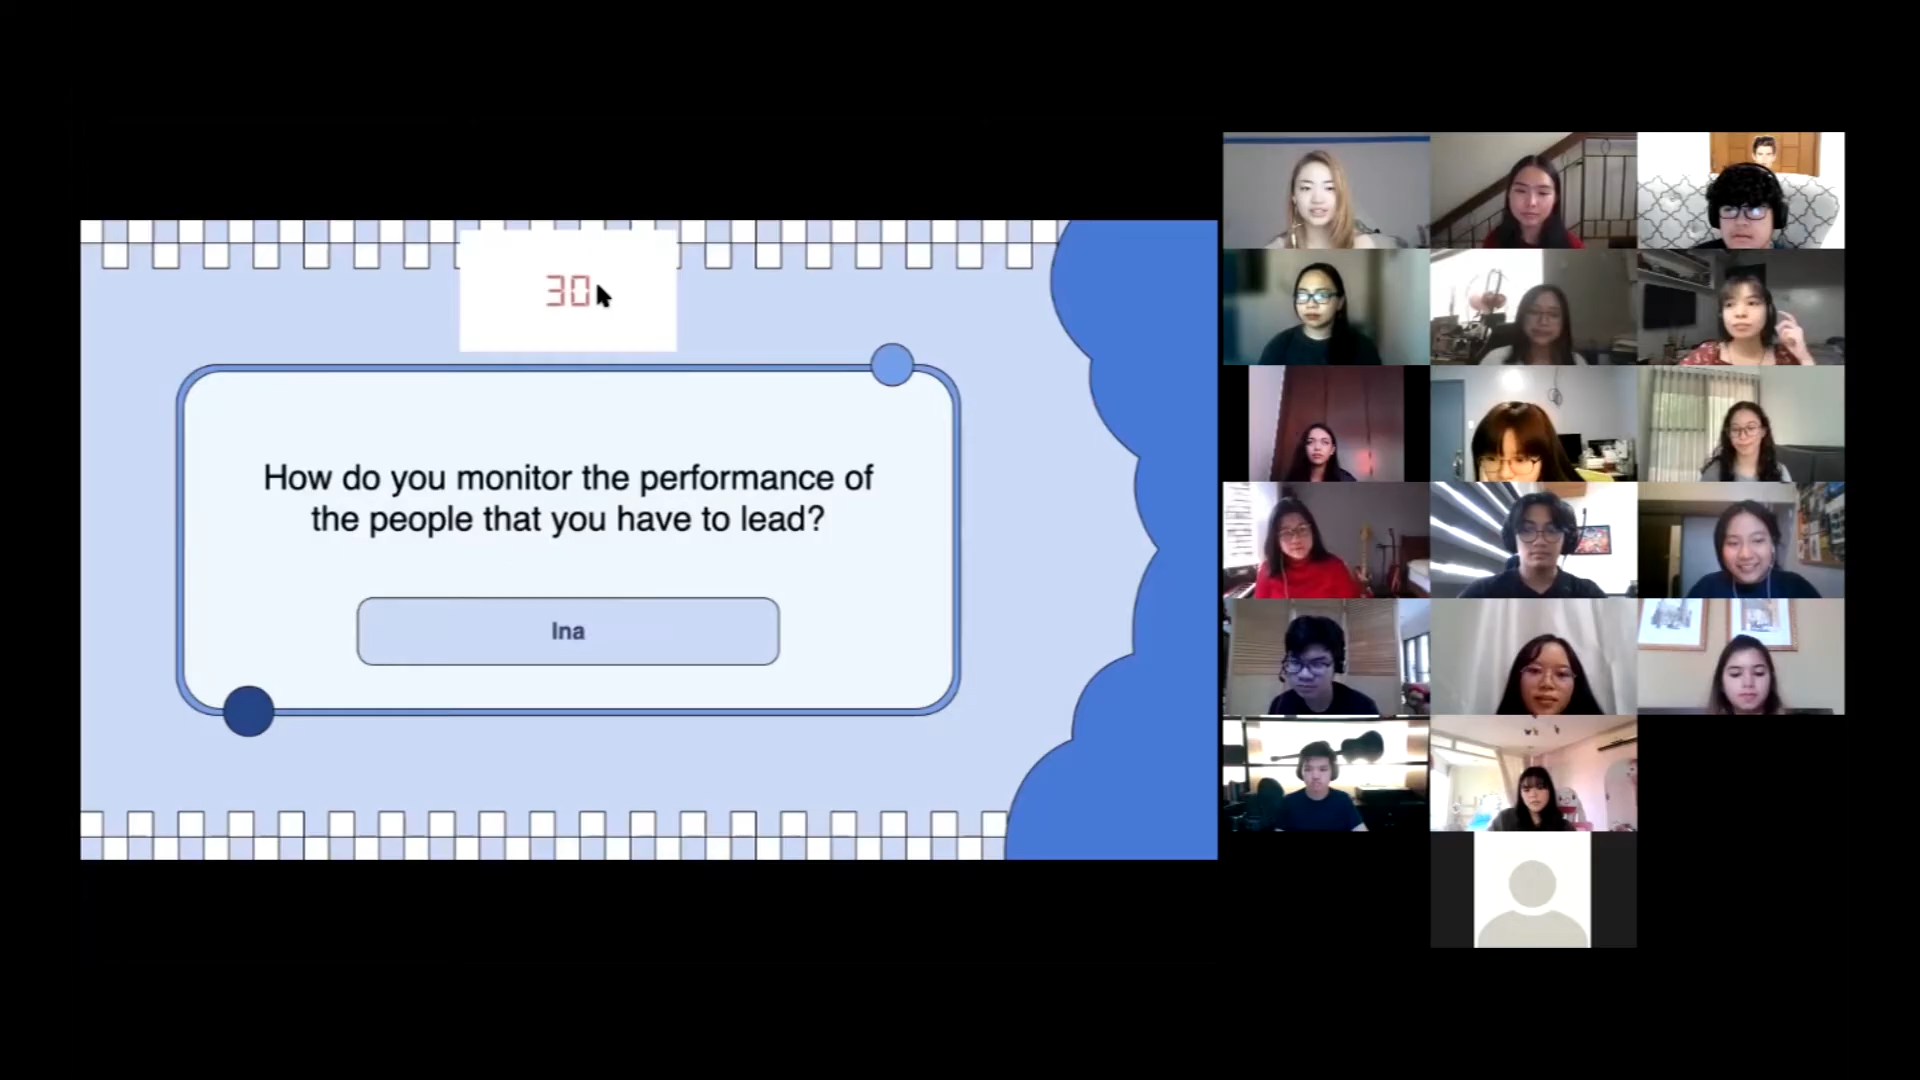 30
How do you monitor the performance of
the people that you have to lead?
Ina